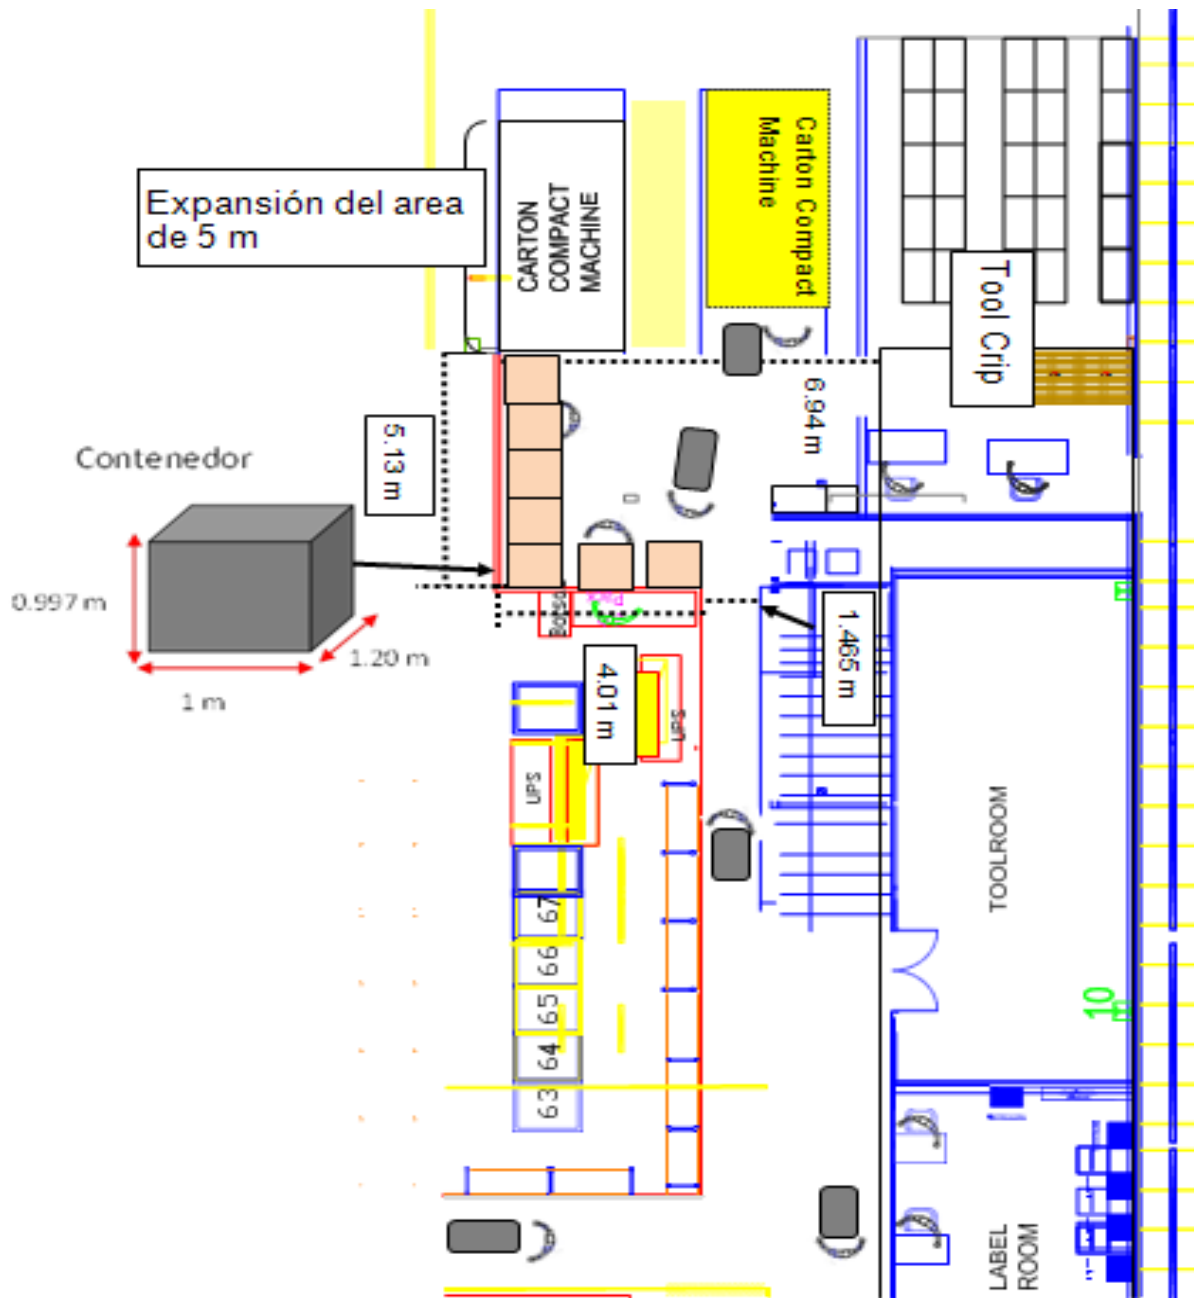 Carton Compact
Machine
CARTON
COMPACT
MACHINE
Expansión del area
de 5 m
Tool Crip
6.94 m
5.13 m
Contenedor
0.997 m
1.20 m
1 m
1.465 m
4.01 m
UPS
UPS
67
66
65
64
63
TOOLROOM
10
LABEL
ROOM